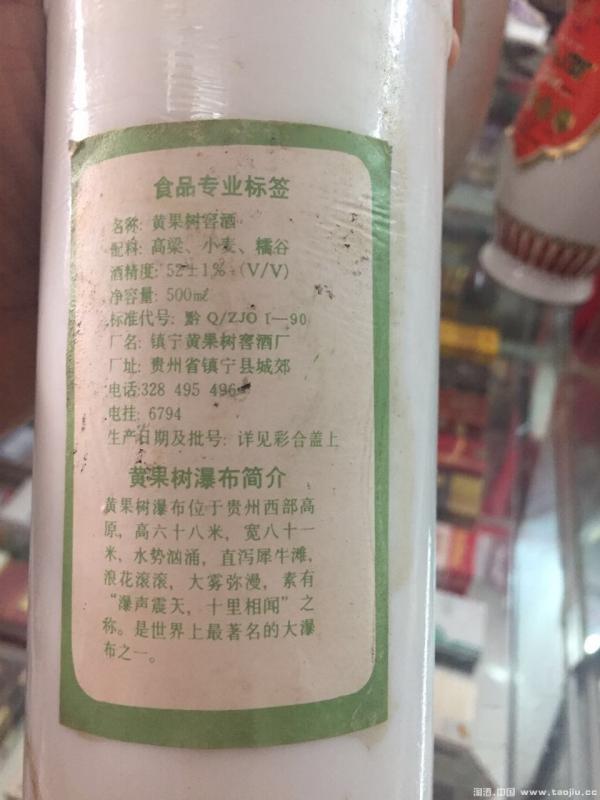 食品专业标签
名称: 黄果树窖酒
配料: 高梁、小麦、糯谷
酒精度: 52±1% (V/V)
净含量: 500ml
标准代号: 黔 Q/ZJO I—90
厂名: 镇宁黄果树窖酒厂
厂址: 贵州省镇宁县城郊
电话: 328 495 496
电挂: 6794
生产日期及批号: 详见彩合盖上
黄果树瀑布简介
黄果树瀑布位于贵州西部高
原，高六十八米，宽八十一
米，水势汹涌，直泻犀牛滩，
浪花滚滚，大雾弥漫，素有
“瀑声震天，十里相闻”之
称。是世界上最著名的大瀑
布之一。
淘酒.中国 www.taojiu.cc